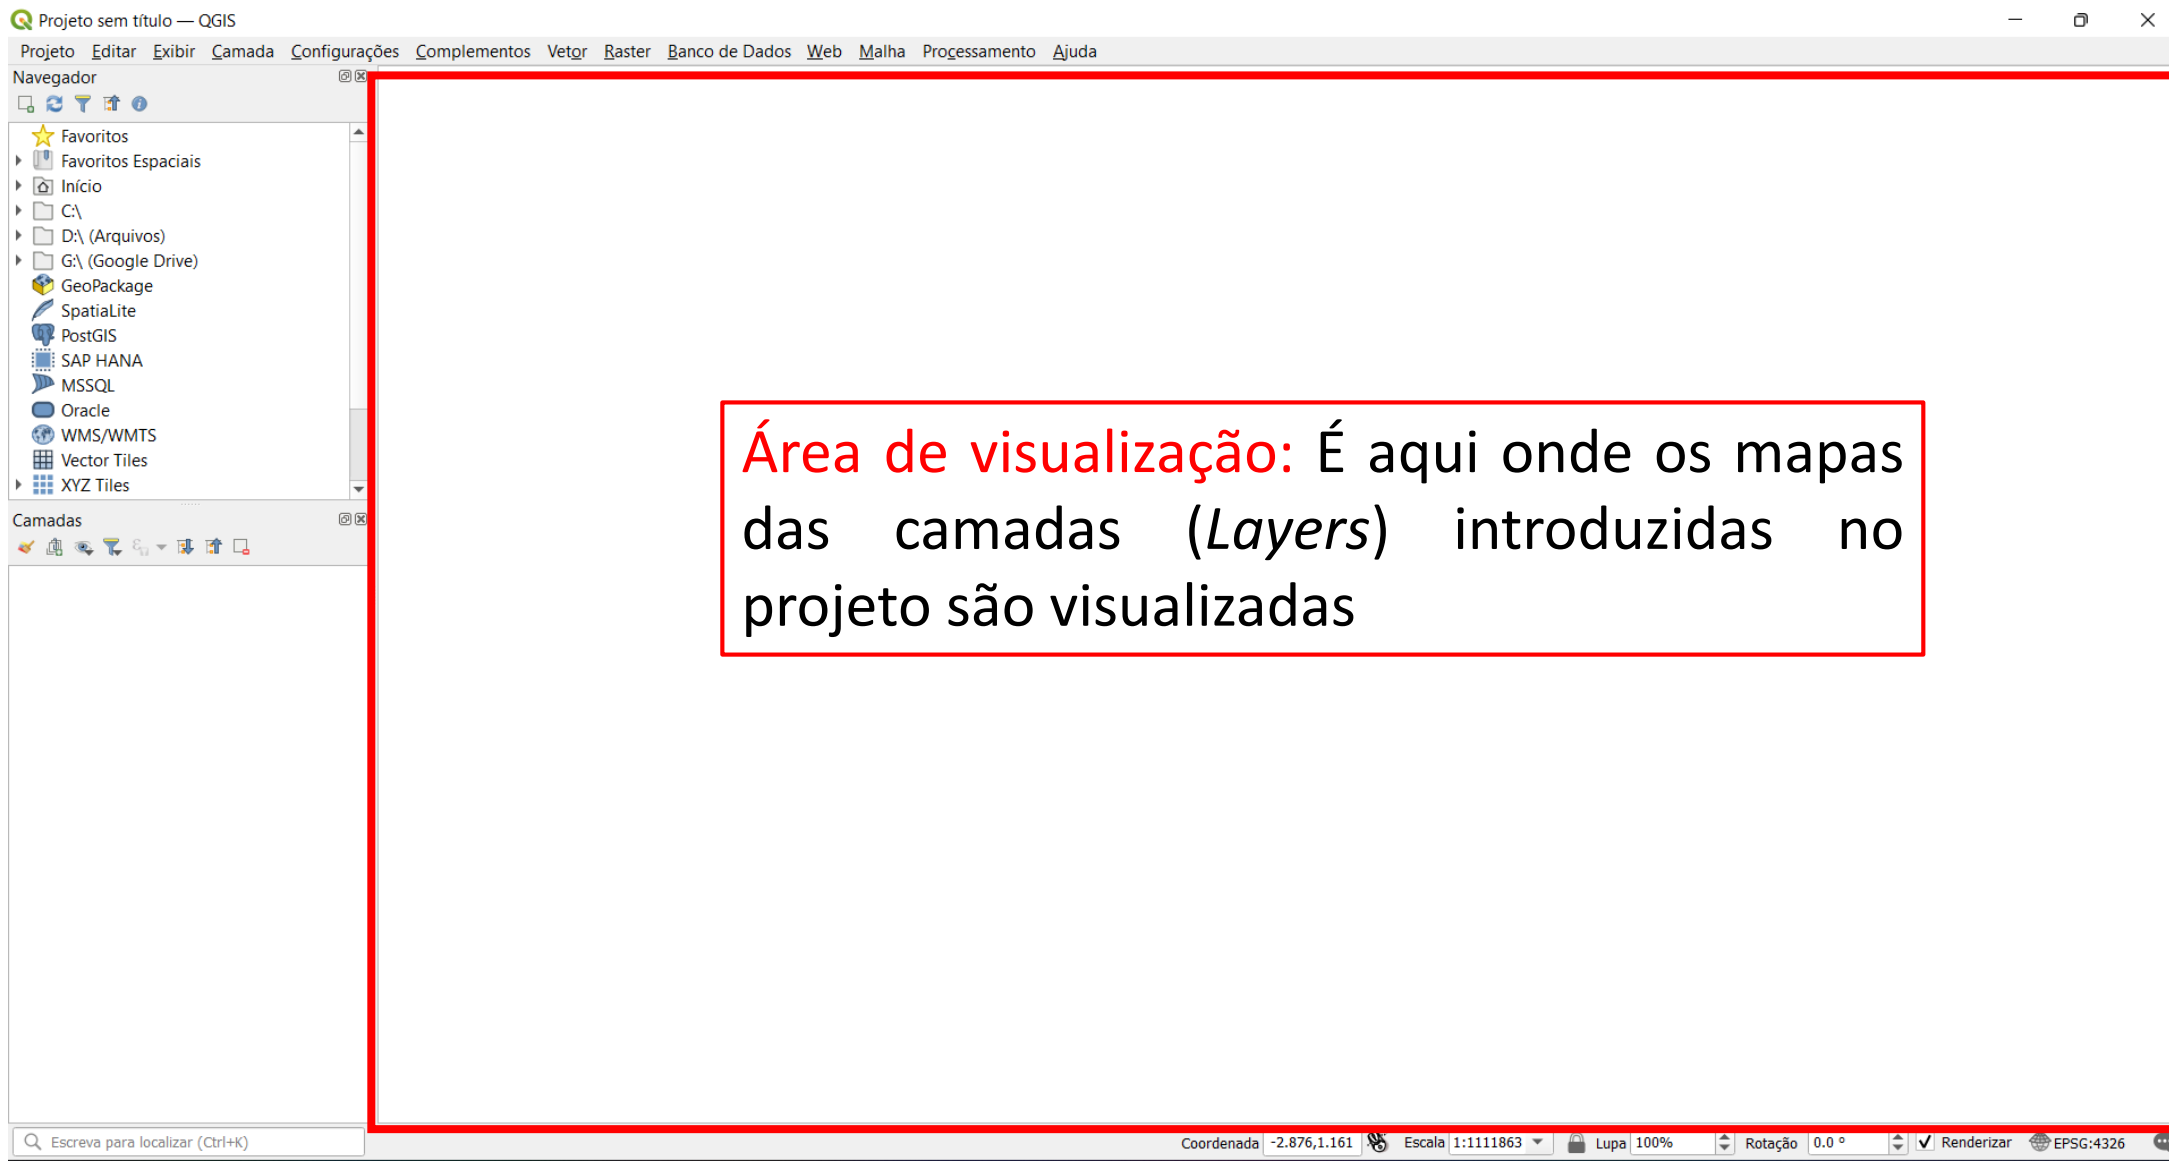 Projeto sem título — QGIS
Projeto Editar Exibir Camada Configurações Complementos Vetor Raster Banco de Dados Web Malha Processamento Ajuda
Navegador
Favoritos
Favoritos Espaciais
Início
C:\
D:\ (Arquivos)
G:\ (Google Drive)
GeoPackage
SpatiaLite
PostGIS
SAP HANA
MSSQL
Oracle
WMS/WMTS
Vector Tiles
XYZ Tiles
Camadas
Área de visualização: É aqui onde os mapas
das camadas (Layers) introduzidas no
projeto são visualizadas
Escreva para localizar (Ctrl+K)
Coordenada -2.876,1.161 Escala 1:1111863 Lupa 100% Rotação 0.0 ° Renderizar EPSG:4326